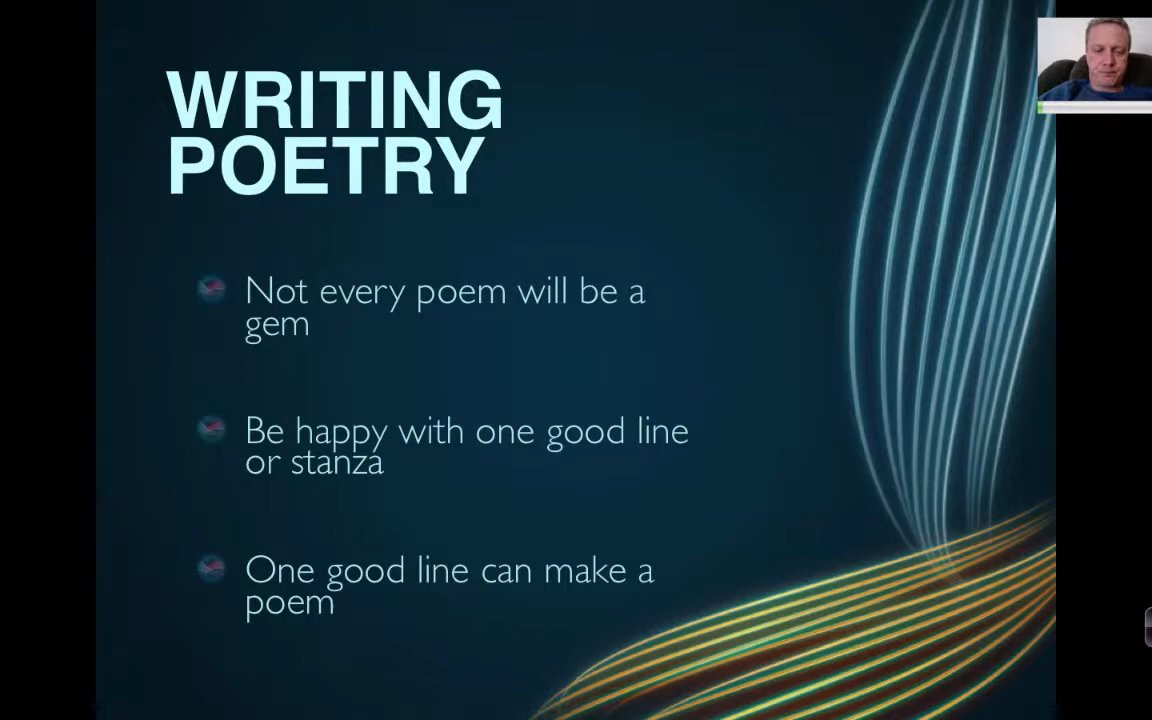 WRITING
POETRY
Not every poem will be a
gem
Be happy with one good line
or stanza
One good line can make a
poem